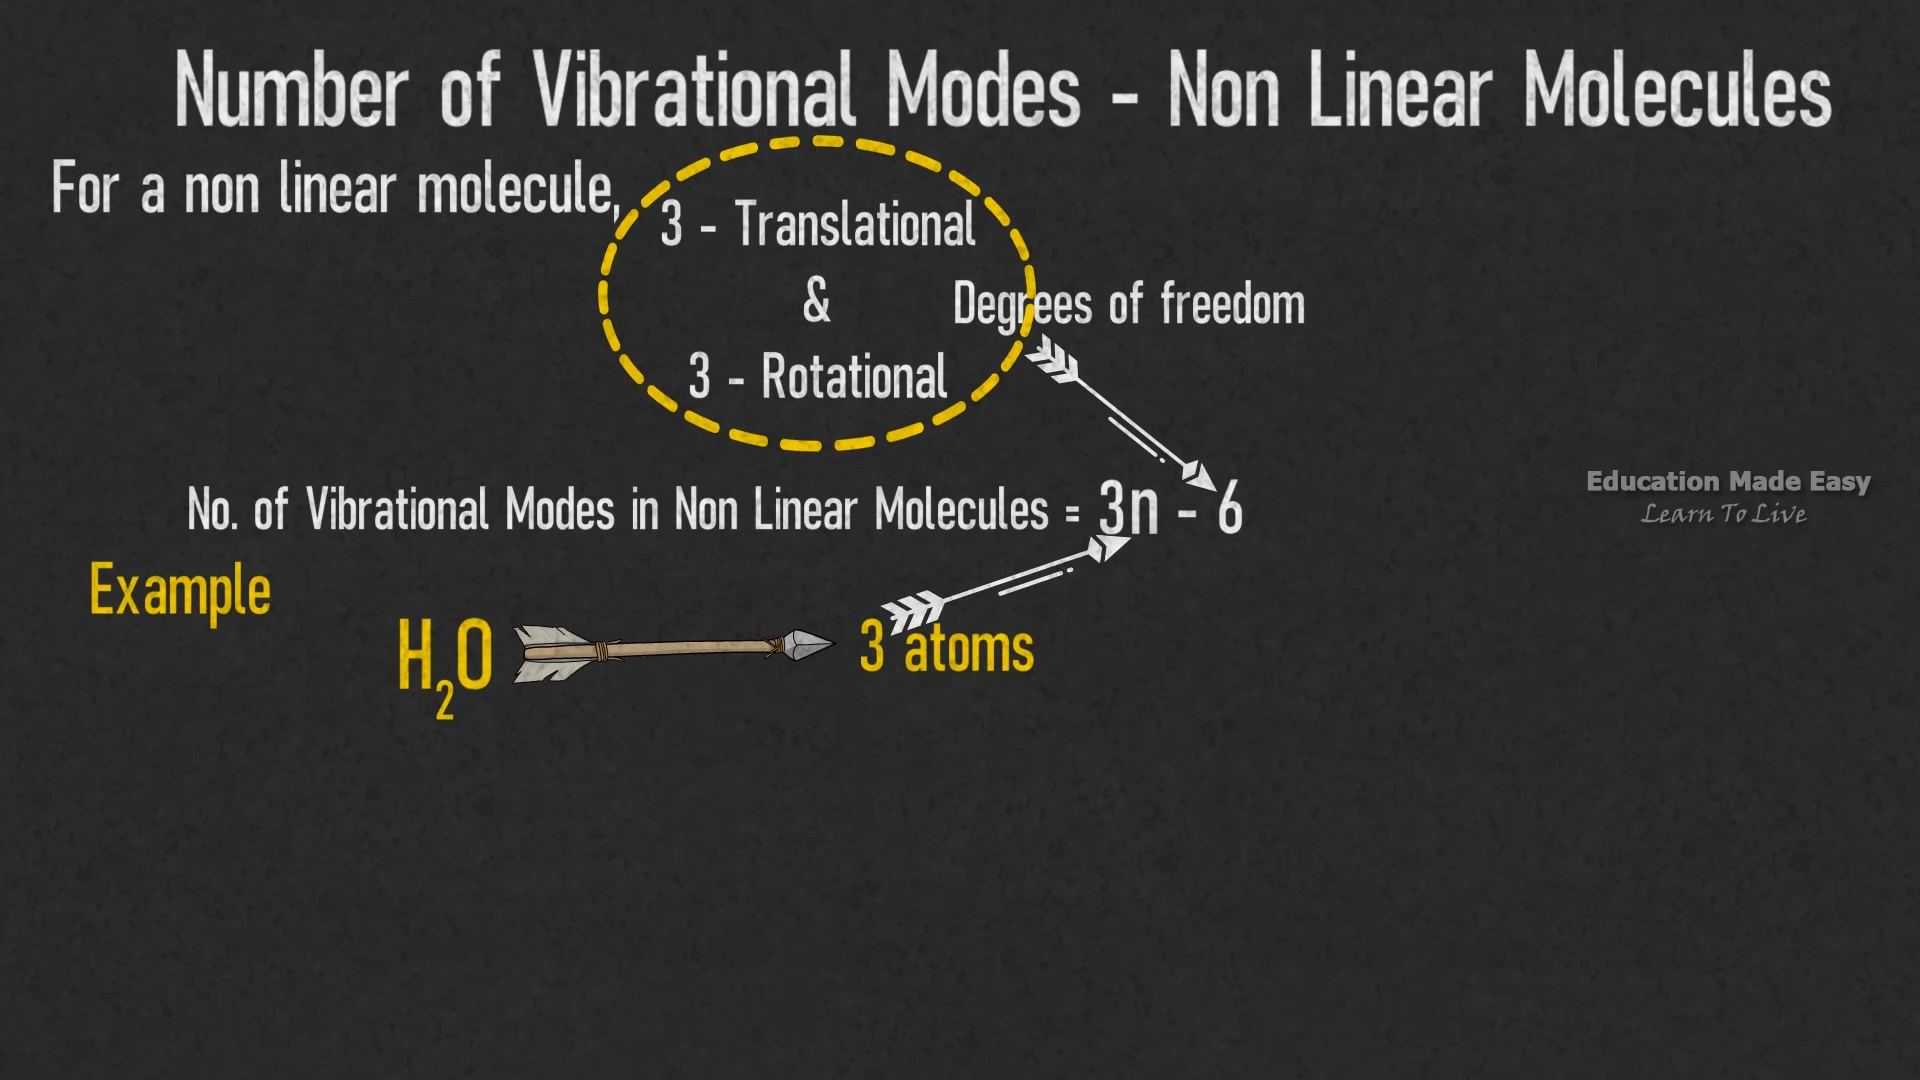 Number of Vibrational Modes - Non Linear Molecules
For a non linear molecule,
3 - Translational
&
Degrees of freedom
3 - Rotational
No. of Vibrational Modes in Non Linear Molecules = 3n - 6
Education Made Easy
Learn To Live
Example
H₂O
3 atoms